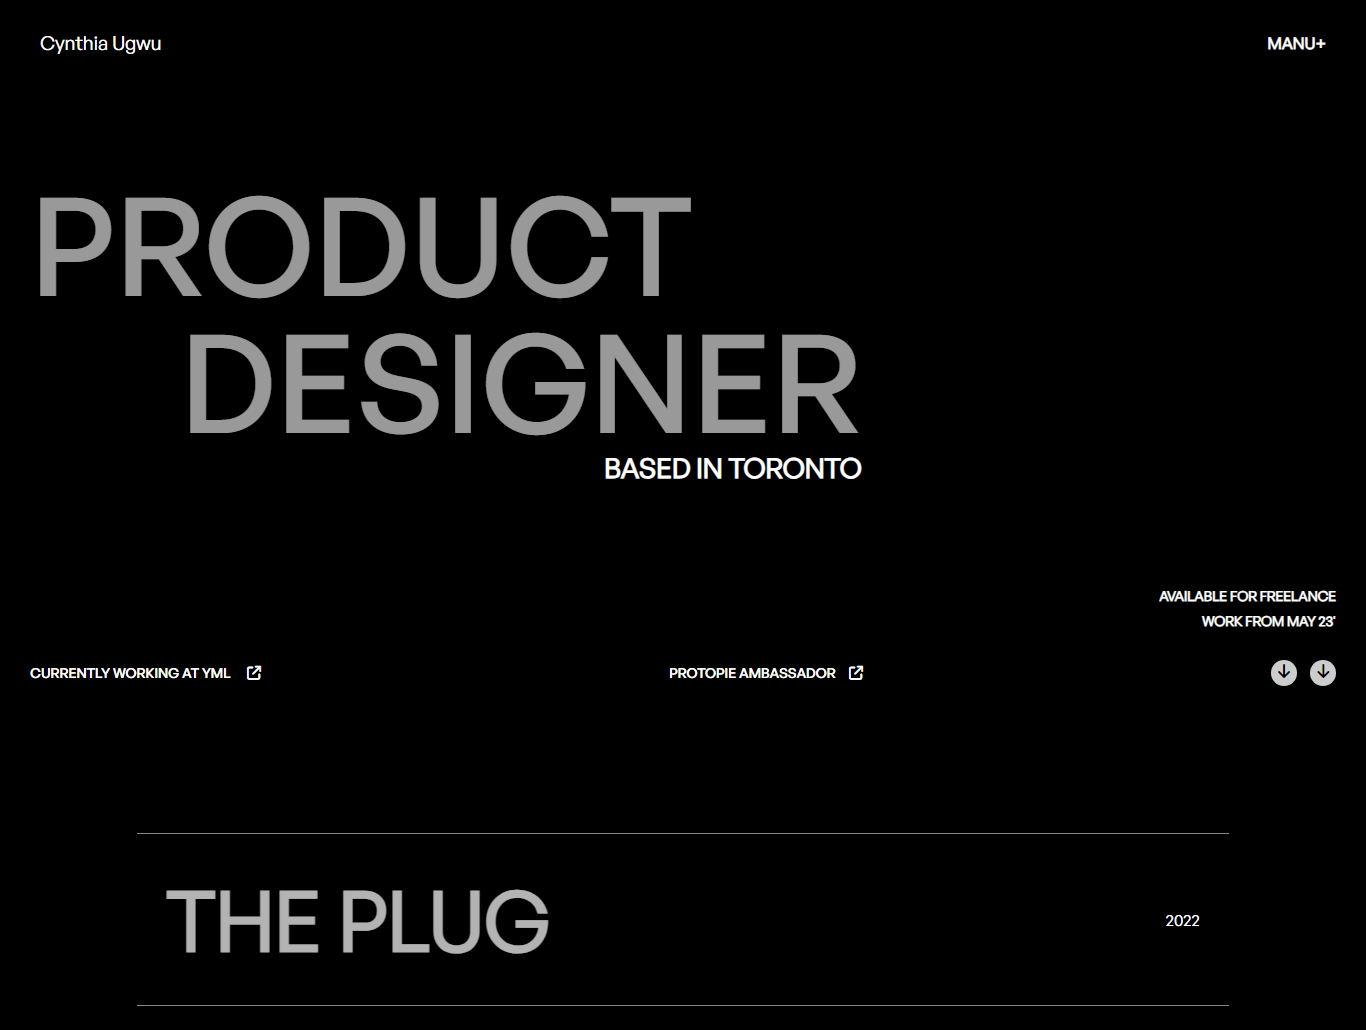 Cynthia Ugwu
MANU+
PRODUCT
DESIGNER
BASED IN TORONTO
AVAILABLE FOR FREELANCE
WORK FROM MAY 23'
CURRENTLY WORKING AT YML
PROTOPIE AMBASSADOR
THE PLUG
2022